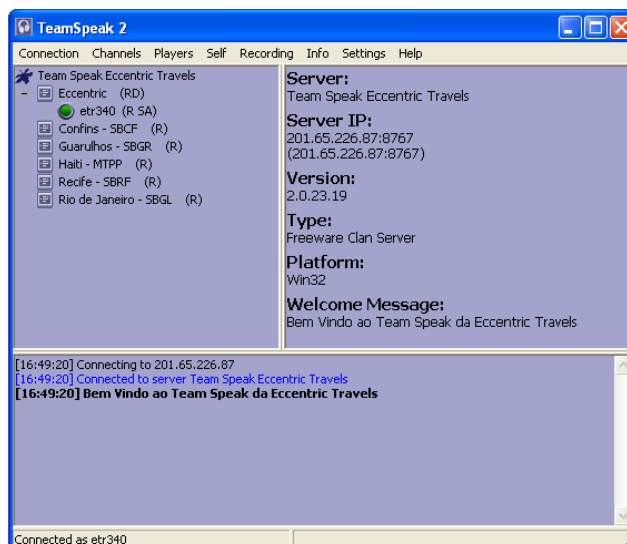 TeamSpeak 2
Connection Channels Players Self Recording Info Settings Help
Team Speak Eccentric Travels
Eccentric (RD)
etr340 (R SA)
Confins - SBCF (R)
Guarulhos - SBGR (R)
Haiti - MTPP (R)
Recife - SBRF (R)
Rio de Janeiro - SBGL (R)
Server:
Team Speak Eccentric Travels
Server IP:
201.65.226.87:8767
(201.65.226.87:8767)
Version:
2.0.23.19
Type:
Freeware Clan Server
Platform:
Win32
Welcome Message:
Bem Vindo ao Team Speak da Eccentric Travels
[16:49:20] Connecting to 201.65.226.87
[16:49:20] Connected to server Team Speak Eccentric Travels
[16:49:20] Bem Vindo ao Team Speak da Eccentric Travels
Connected as etr340